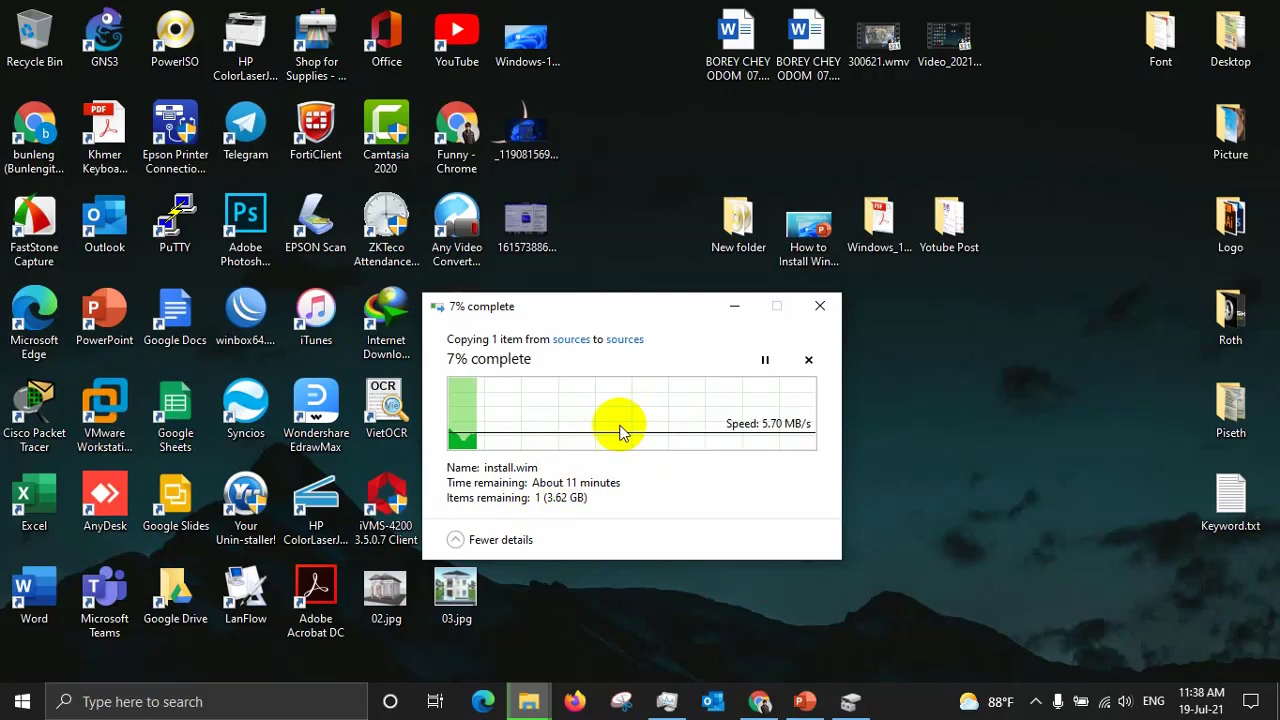 Recycle Bin
GNS3
PowerISO
HP
ColorLaserJ...
Shop for
Supplies - ...
Office
YouTube
Windows-1...
BOREY CHEY
ODOM 07....
BOREY CHEY
ODOM 07....
300621.wmv
Video_2021...
Font
Desktop
bunleng
(Bunlengit...
PDF
Khmer
Keyboa...
Epson Printer
Connectio...
Telegram
FortiClient
Camtasia
2020
Funny -
Chrome
_119081569...
Picture
FastStone
Capture
Outlook
PuTTY
Adobe
Photosh...
EPSON Scan
ZKTeco
Attendance...
Any Video
Convert...
161573886...
New folder
How to
Install Win...
Windows_1...
Yotube Post
Logo
Microsoft
Edge
PowerPoint
Google Docs
winbox64....
iTunes
Internet
Downlo...
Roth
7% complete
Copying 1 item from sources to sources
7% complete
Speed: 5.70 MB/s
Name: install.wim
Time remaining: About 11 minutes
Items remaining: 1 (3.62 GB)
Fewer details
Cisco Packet
Tracer
VMware
Workstati...
Google
Sheets
Syncios
Wondershare
EdrawMax
OCR
Vie
VietOCR
Piseth
Excel
AnyDesk
Google Slides
Your
Unin-staller!
HP
ColorLaserJ...
iVMS-4200
3.5.0.7 Client
Keyword.txt
Word
Microsoft
Teams
Google Drive
LanFlow
Adobe
Acrobat DC
02.jpg
03.jpg
Type here to search
88°F
ENG
11:38 AM
19-Jul-21